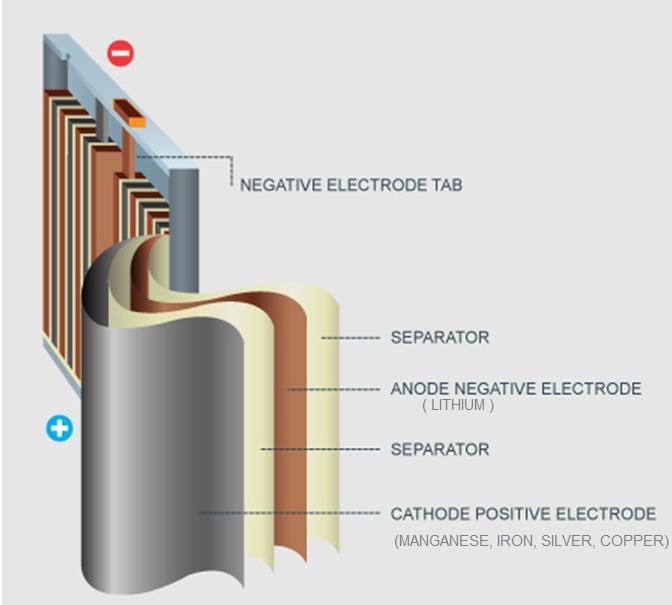 NEGATIVE ELECTRODE TAB
SEPARATOR
ANODE NEGATIVE ELECTRODE
( LITHIUM )
SEPARATOR
CATHODE POSITIVE ELECTRODE
(MANGANESE, IRON, SILVER, COPPER)